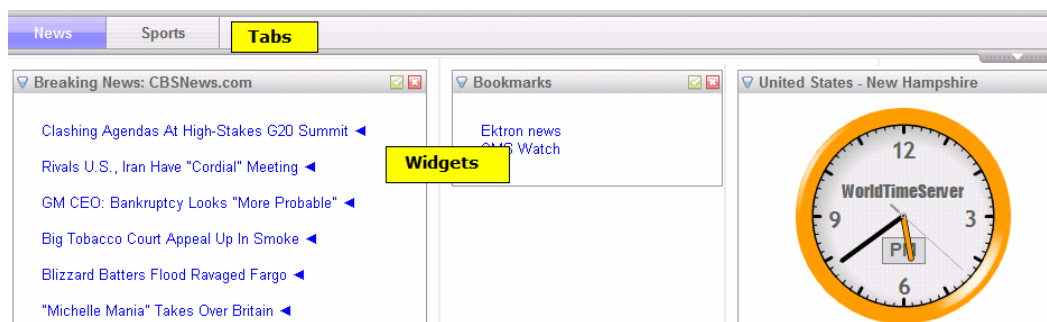 News Sports Tabs
Breaking News: CBSNews.com
Clashing Agendas At High-Stakes G20 Summit
Rivals U.S., Iran Have "Cordial" Meeting
GM CEO: Bankruptcy Looks "More Probable"
Big Tobacco Court Appeal Up In Smoke
Blizzard Batters Flood Ravaged Fargo
"Michelle Mania" Takes Over Britain
Bookmarks
Ektron news
CMS Watch
Widgets
United States - New Hampshire
12
WorldTimeServer
9 3
PM
6